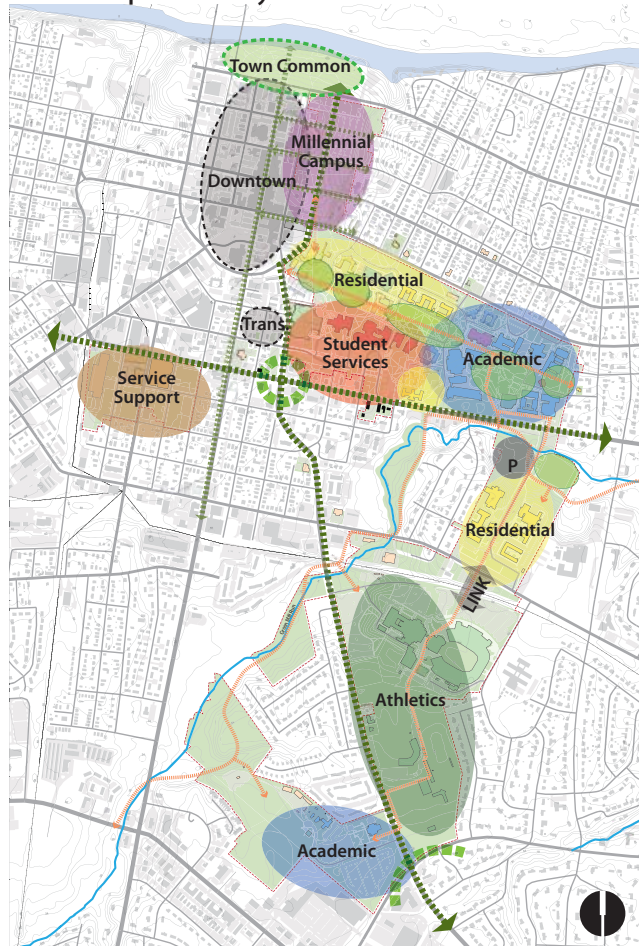 Town Common
Millennial
Campus
Downtown
Residential
Trans
Student
Services
Academic
Service
Support
P
Residential
LINK
Athletics
Academic